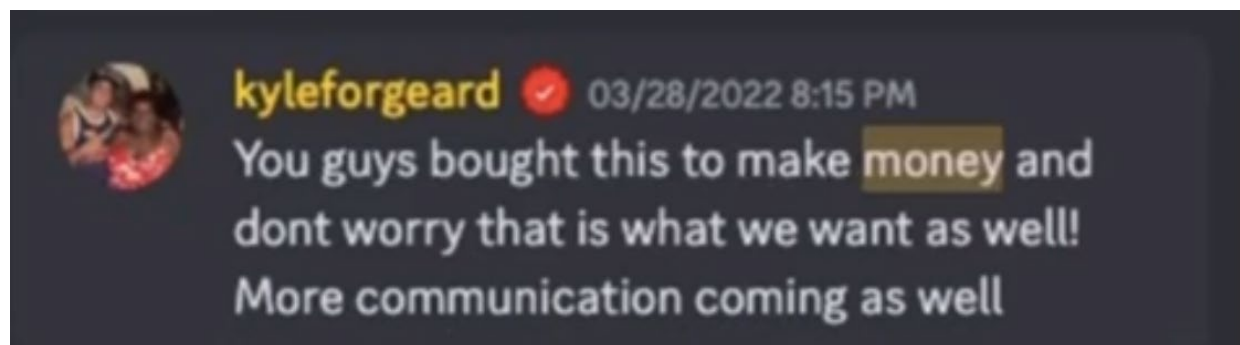 kyleforgeard 03/28/2022 8:15 PM
You guys bought this to make money and
dont worry that is what we want as well!
More communication coming as well